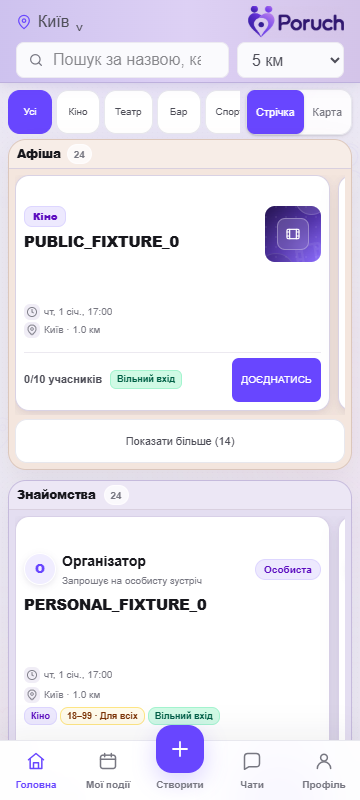 Київ
Poruch
Пошук за назвою, ка
5 км
Усі
Кіно
Театр
Бар
Спорт
Стрічка
Карта
Афіша 24
Кіно
PUBLIC_FIXTURE_0
чт, 1 січ., 17:00
Київ · 1.0 км
0/10 учасників
Вільний вхід
ДОЄДНАТИСЬ
Показати більше (14)
Знайомства 24
О
Організатор
Запрошує на особисту зустріч
Особиста
PERSONAL_FIXTURE_0
чт, 1 січ., 17:00
Київ · 1.0 км
Кіно
18–99 · Для всіх
Вільний вхід
Головна
Мої події
Створити
Чати
Профіль